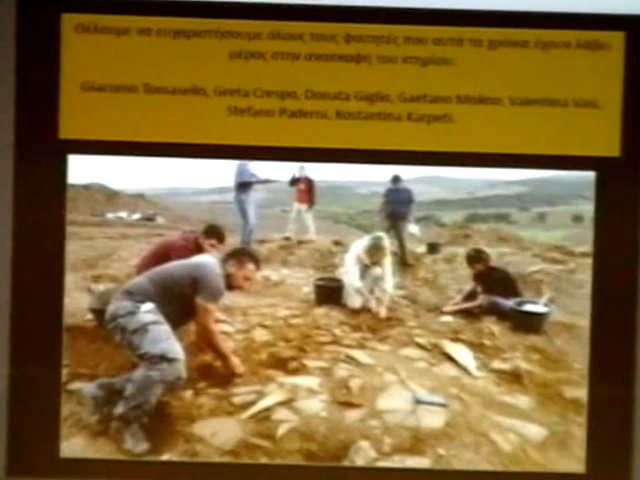 Θέλουμε να ευχαριστήσουμε όλους τους φοιτητές που αυτά τα χρόνια έχουν λάβει
μέρος στην ανασκαφή του κτηρίου:
Giacomo Tomasello, Greta Crespo, Donata Giglio, Gaetano Molino, Valentina
Stefano Paderni, Kostantina Karpeti.